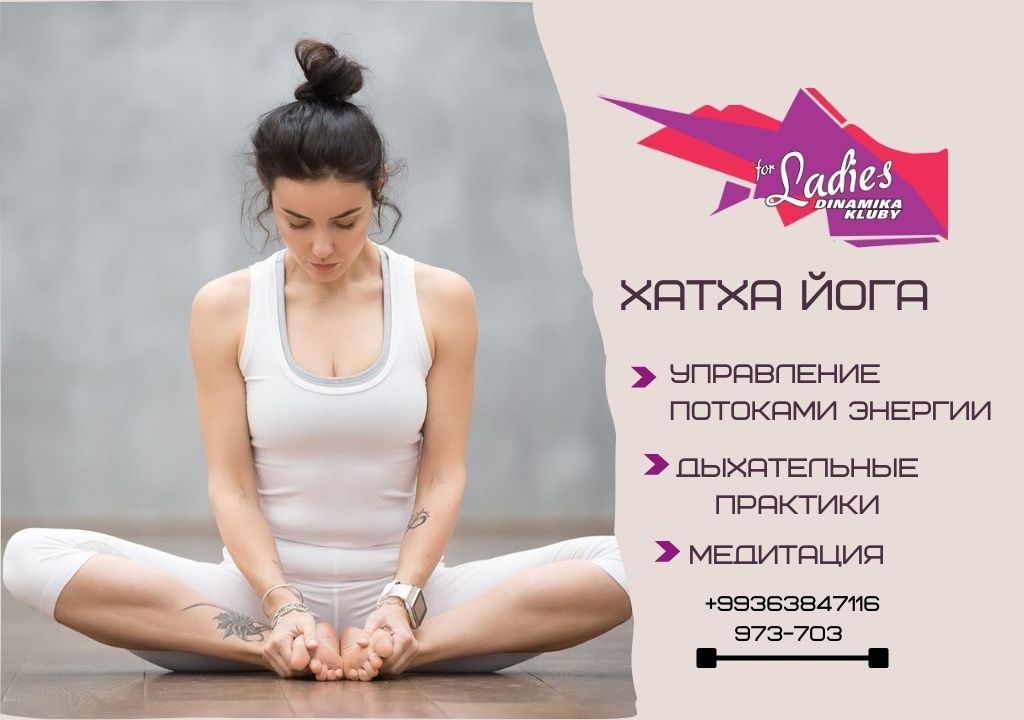 for Ladies
DINAMIKA
KLUBY
ХАТХА ЙОГА
УПРАВЛЕНИЕ
ПОТОКАМИ ЭНЕРГИИ
ДЫХАТЕЛЬНЫЕ
ПРАКТИКИ
МЕДИТАЦИЯ
+99363847116
973-703